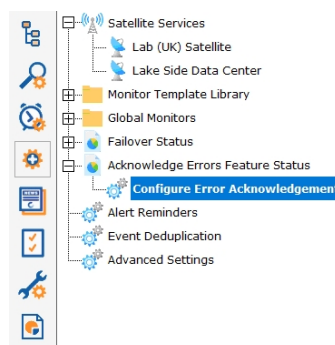 Satellite Services
Lab (UK) Satellite
Lake Side Data Center
Monitor Template Library
Global Monitors
Failover Status
Acknowledge Errors Feature Status
Configure Error Acknowledgement
Alert Reminders
Event Deduplication
Advanced Settings